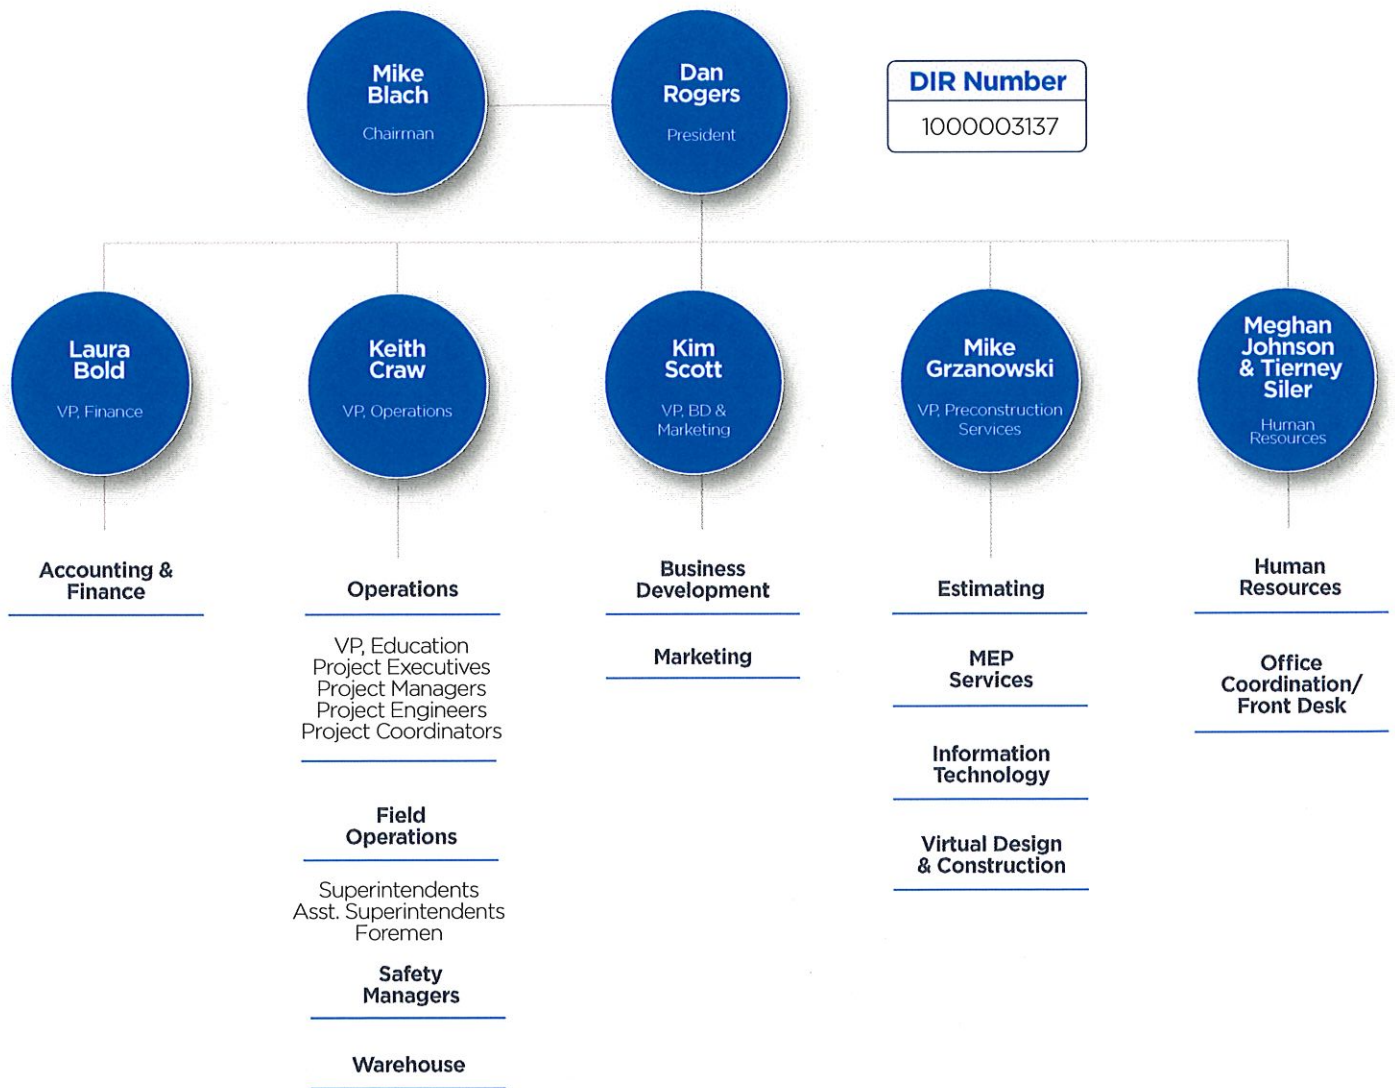 Mike
Blach
Chairman
Dan
Rogers
President
DIR Number
1000003137
Laura
Bold
VP, Finance
Keith
Craw
VP, Operations
Kim
Scott
VP, BD &
Marketing
Mike
Grzanowski
VP, Preconstruction
Services
Meghan
Johnson
& Tierney
Siler
Human
Resources
Accounting &
Finance
Operations
VP, Education
Project Executives
Project Managers
Project Engineers
Project Coordinators
Field
Operations
Superintendents
Asst. Superintendents
Foremen
Safety
Managers
Warehouse
Business
Development
Marketing
Estimating
MEP
Services
Information
Technology
Virtual Design
& Construction
Human
Resources
Office
Coordination/
Front Desk